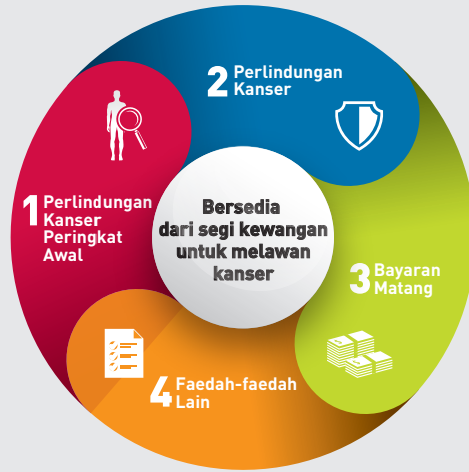 Bersedia
dari segi kewangan
untuk melawan
kanser
1 Perlindungan
Kanser
Peringkat
Awal
2 Perlindungan
Kanser
3 Bayaran
Matang
4 Faedah-faedah
Lain